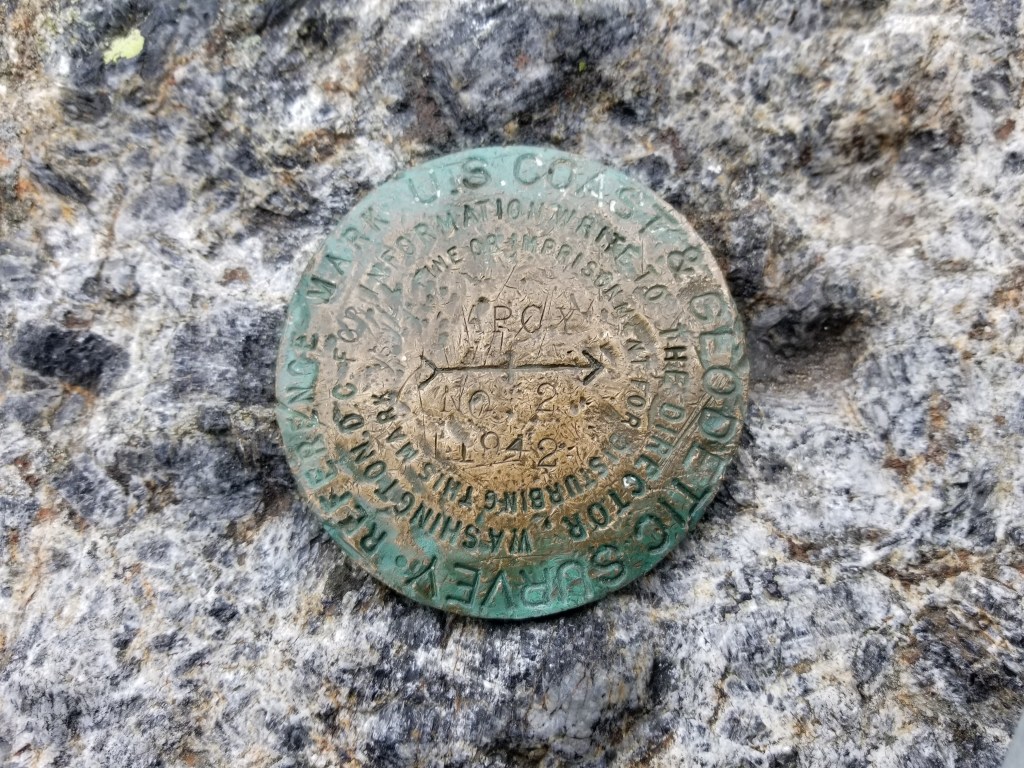 U.S COAST & GEODETIC SURVEY.
REFERENCE MARK
FOR INFORMATION WRITE TO THE DIRECTOR, WASHINGTON, D.C.
FINE OR IMPRISONMENT FOR DISTURBING THIS MARK
NO. 2
1942